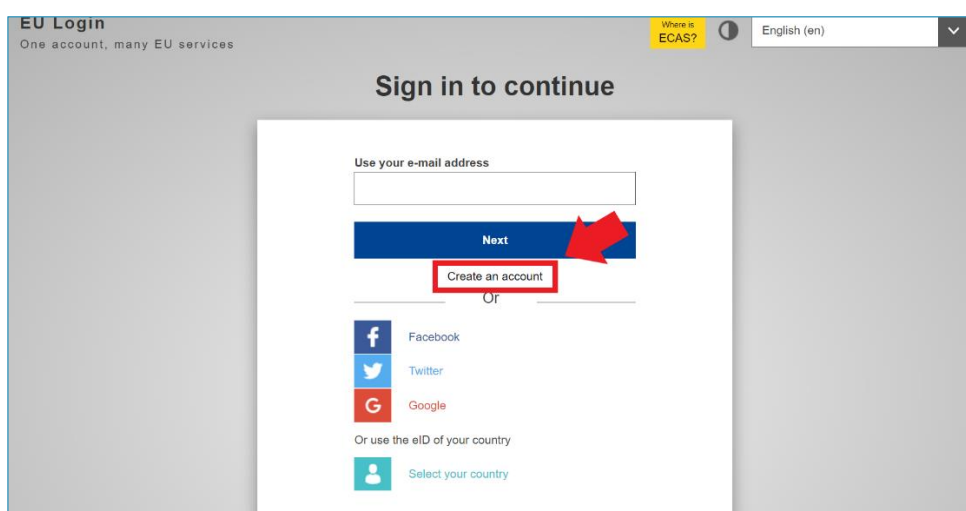 EU Login
One account, many EU services
Where is
ECAS?
English (en)
Sign in to continue
Use your e-mail address
Next
Create an account
Or
Facebook
Twitter
Google
Or use the eID of your country
Select your country